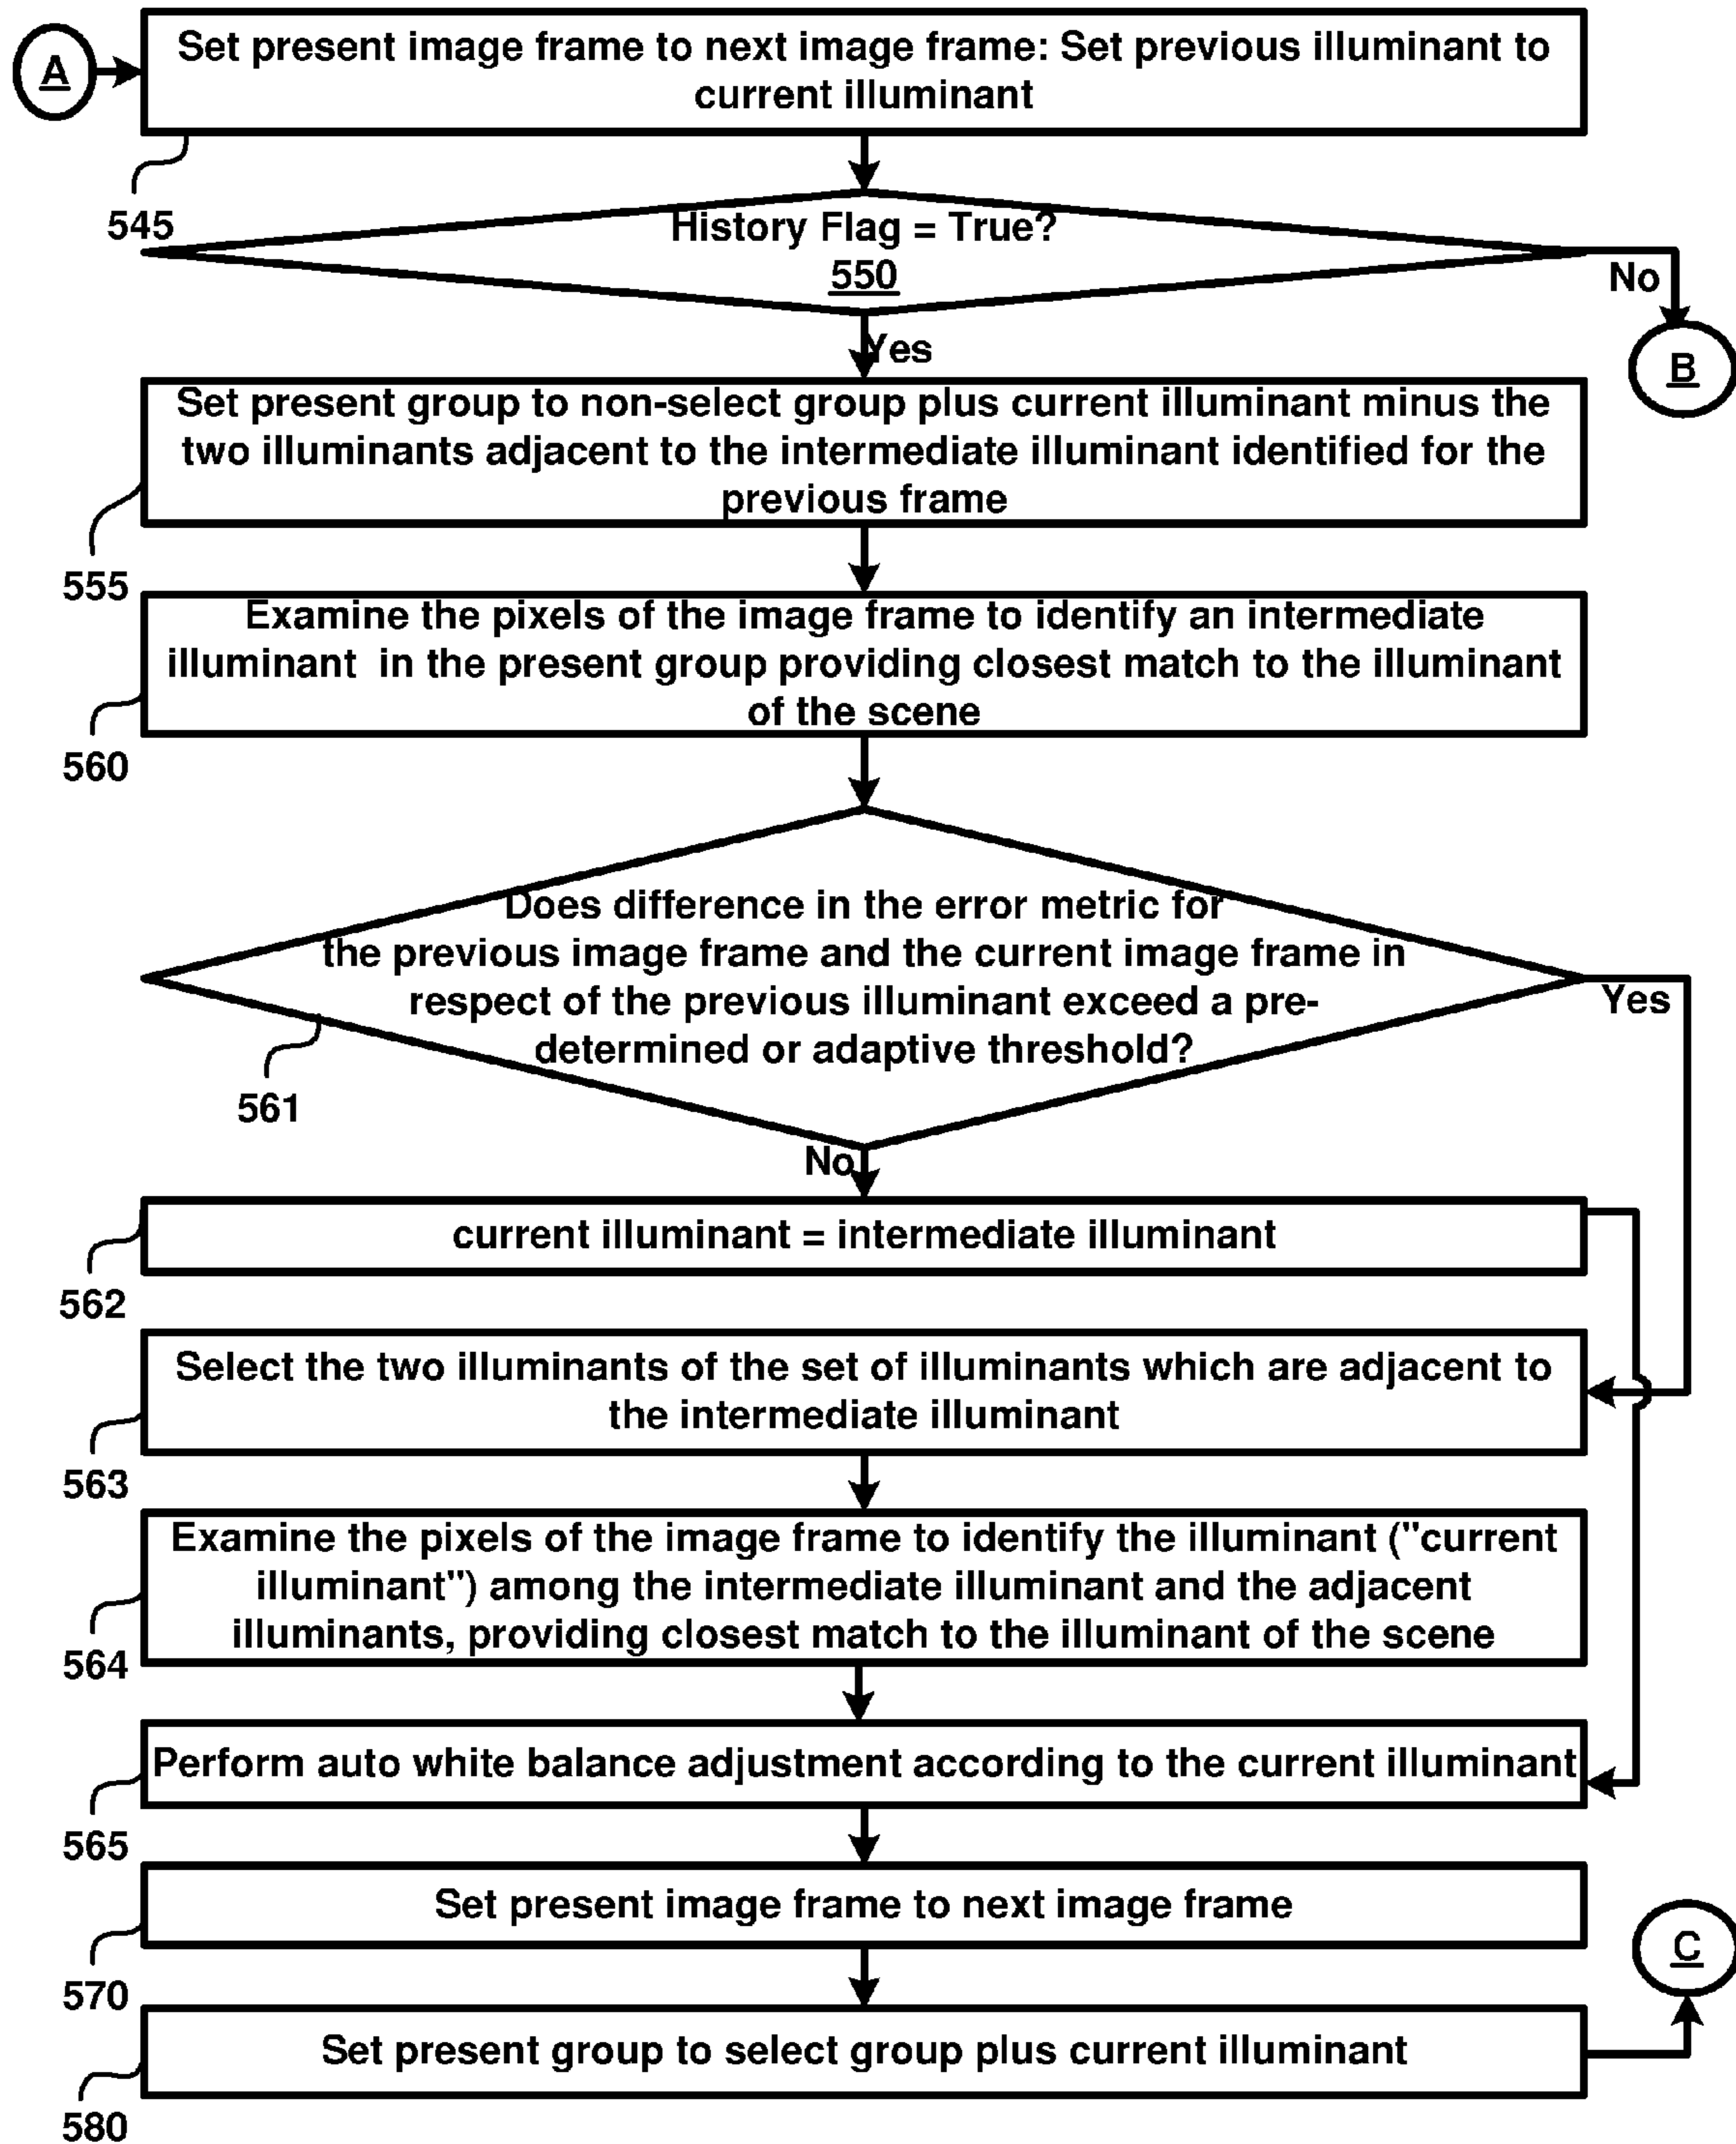 A
Set present image frame to next image frame: Set previous illuminant to
current illuminant
545
History Flag = True?
550
No
B
Yes
Set present group to non-select group plus current illuminant minus the
two illuminants adjacent to the intermediate illuminant identified for the
previous frame
555
Examine the pixels of the image frame to identify an intermediate
illuminant in the present group providing closest match to the illuminant
of the scene
560
Does difference in the error metric for
the previous image frame and the current image frame in
respect of the previous illuminant exceed a pre-
determined or adaptive threshold?
Yes
561
No
current illuminant = intermediate illuminant
562
Select the two illuminants of the set of illuminants which are adjacent to
the intermediate illuminant
563
Examine the pixels of the image frame to identify the illuminant ("current
illuminant") among the intermediate illuminant and the adjacent
illuminants, providing closest match to the illuminant of the scene
564
Perform auto white balance adjustment according to the current illuminant
565
Set present image frame to next image frame
570
C
Set present group to select group plus current illuminant
580